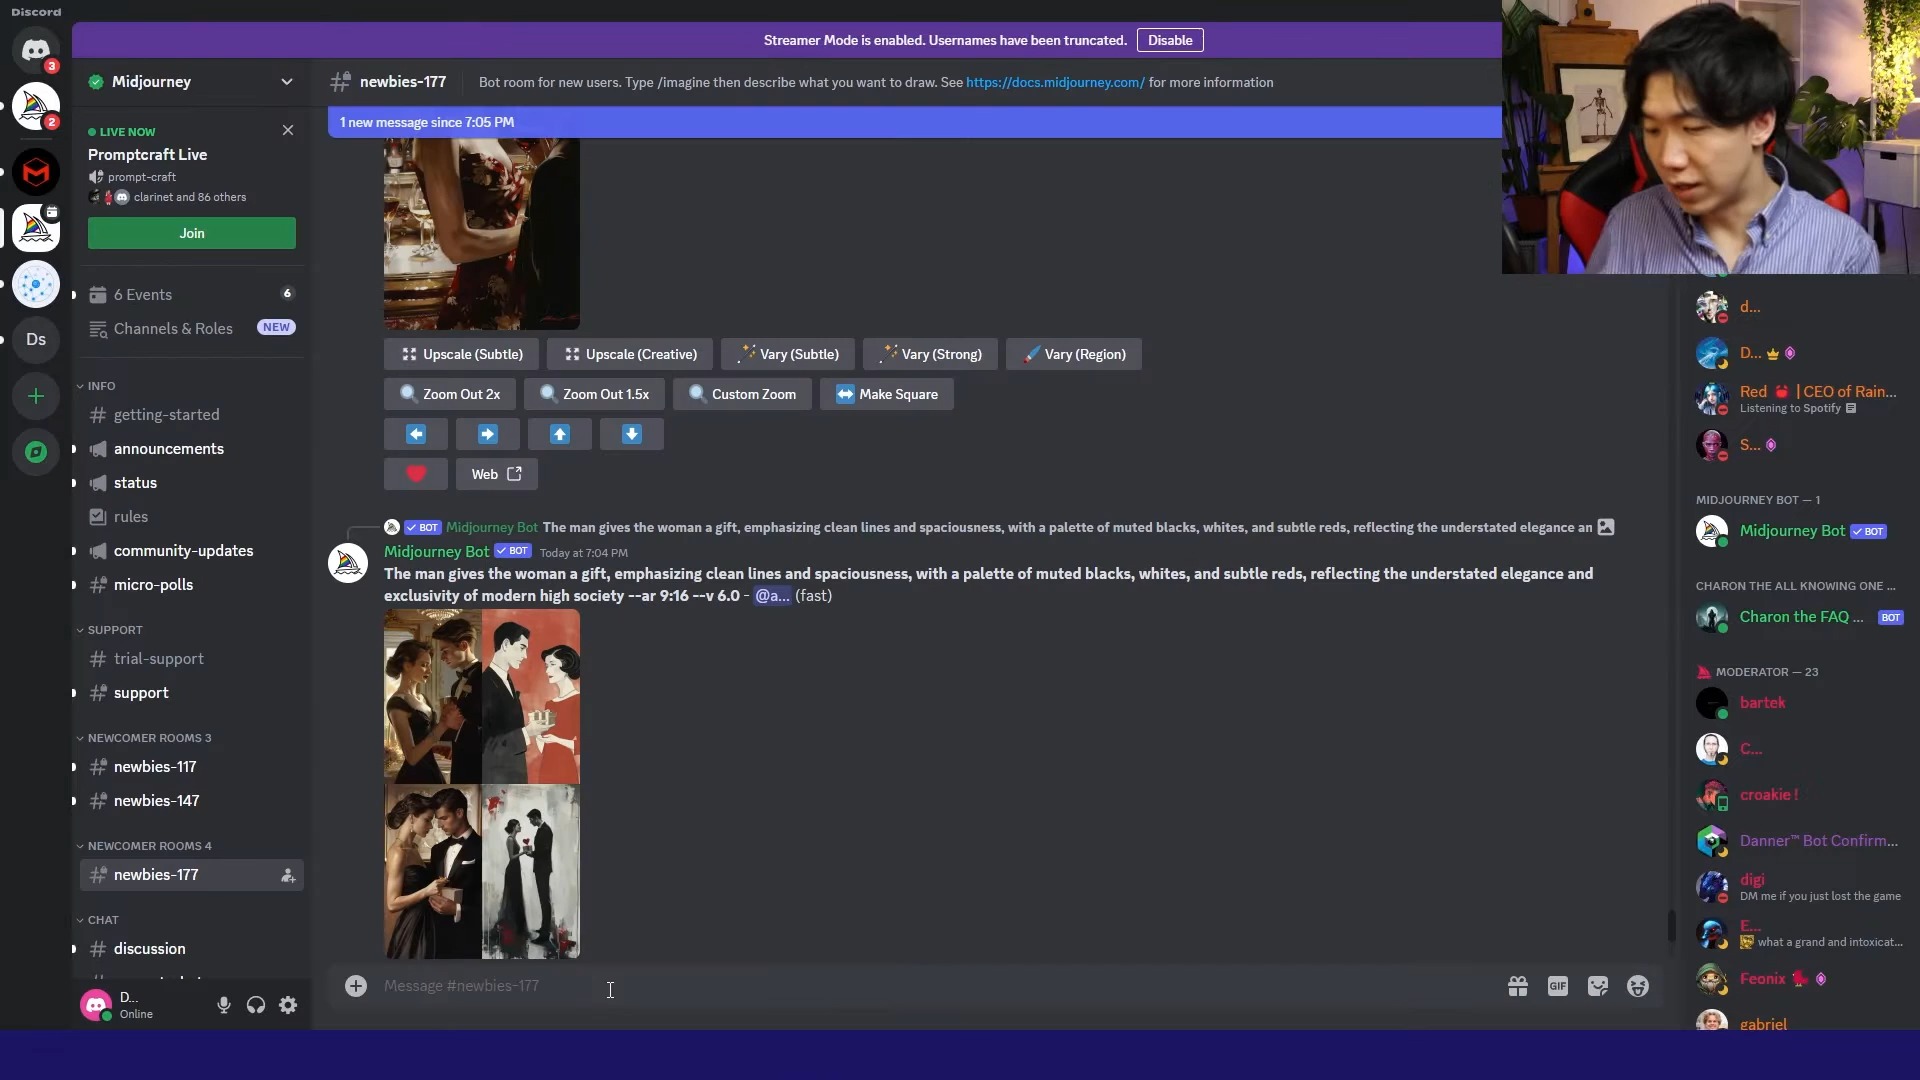 Discord
Streamer Mode is enabled. Usernames have been truncated.
Disable
3
2
Ds
Midjourney
LIVE NOW
Promptcraft Live
prompt-craft
clarinet and 86 others
Join
6 Events
6
Channels & Roles
NEW
INFO
getting-started
announcements
status
rules
community-updates
micro-polls
SUPPORT
trial-support
support
NEWCOMER ROOMS 3
newbies-117
newbies-147
NEWCOMER ROOMS 4
newbies-177
CHAT
discussion
D...
Online
newbies-177
Bot room for new users. Type /imagine then describe what you want to draw. See https://docs.midjourney.com/ for more information
1 new message since 7:05 PM
Upscale (Subtle)
Upscale (Creative)
Vary (Subtle)
Vary (Strong)
Vary (Region)
Zoom Out 2x
Zoom Out 1.5x
Custom Zoom
Make Square
Web
BOT Midjourney Bot The man gives the woman a gift, emphasizing clean lines and spaciousness, with a palette of muted blacks, whites, and subtle reds, reflecting the understated elegance an
Midjourney Bot BOT Today at 7:04 PM
The man gives the woman a gift, emphasizing clean lines and spaciousness, with a palette of muted blacks, whites, and subtle reds, reflecting the understated elegance and
exclusivity of modern high society --ar 9:16 --v 6.0 - @a... (fast)
Message #newbies-177
GIF
d...
D...
Red | CEO of Rain...
Listening to Spotify
S...
MIDJOURNEY BOT — 1
Midjourney Bot BOT
CHARON THE ALL KNOWING ONE ...
Charon the FAQ ... BOT
MODERATOR — 23
bartek
C...
croakie !
Danner™ Bot Confirm...
digi
DM me if you just lost the game
E...
what a grand and intoxicat...
Feonix
gabriel